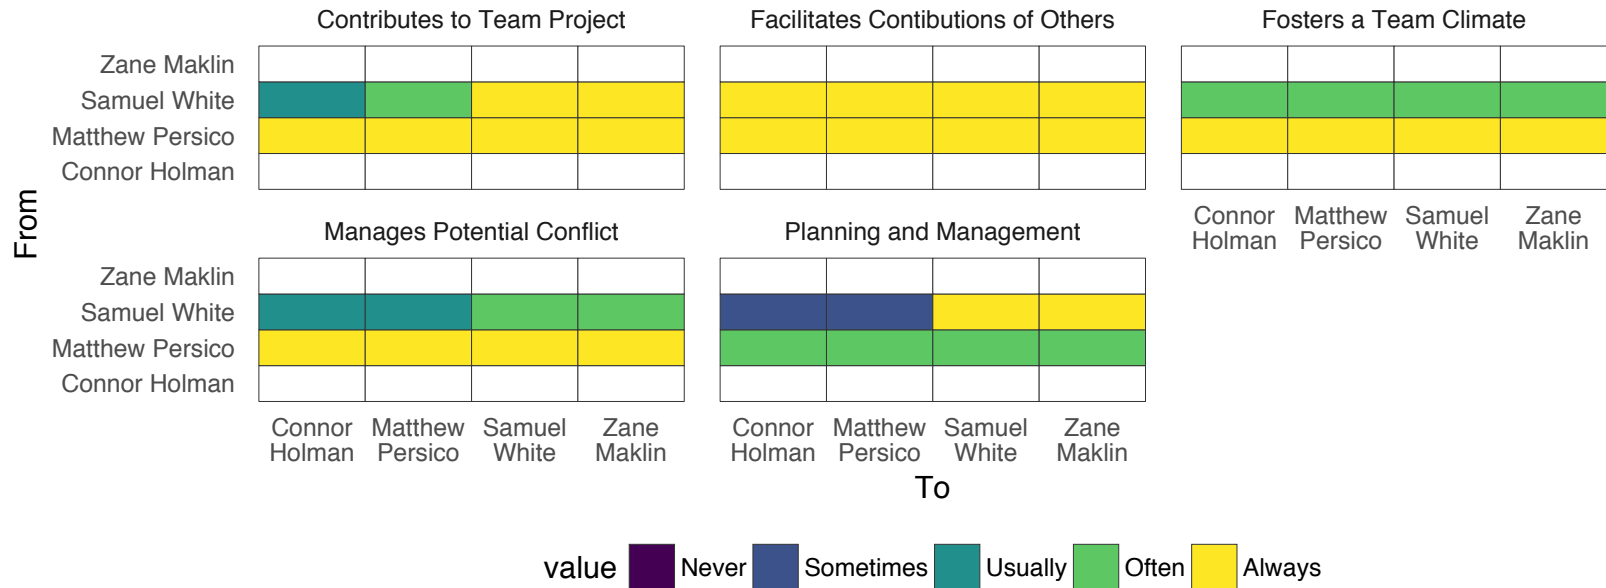 Contributes to Team Project
Facilitates Contibutions of Others
Fosters a Team Climate
Zane Maklin
Samuel White
Matthew Persico
Connor Holman
Connor Holman
Matthew Persico
Samuel White
Zane Maklin
From
Manages Potential Conflict
Planning and Management
Zane Maklin
Samuel White
Matthew Persico
Connor Holman
Connor Holman
Matthew Persico
Samuel White
Zane Maklin
Connor Holman
Matthew Persico
Samuel White
Zane Maklin
To
value Never Sometimes Usually Often Always